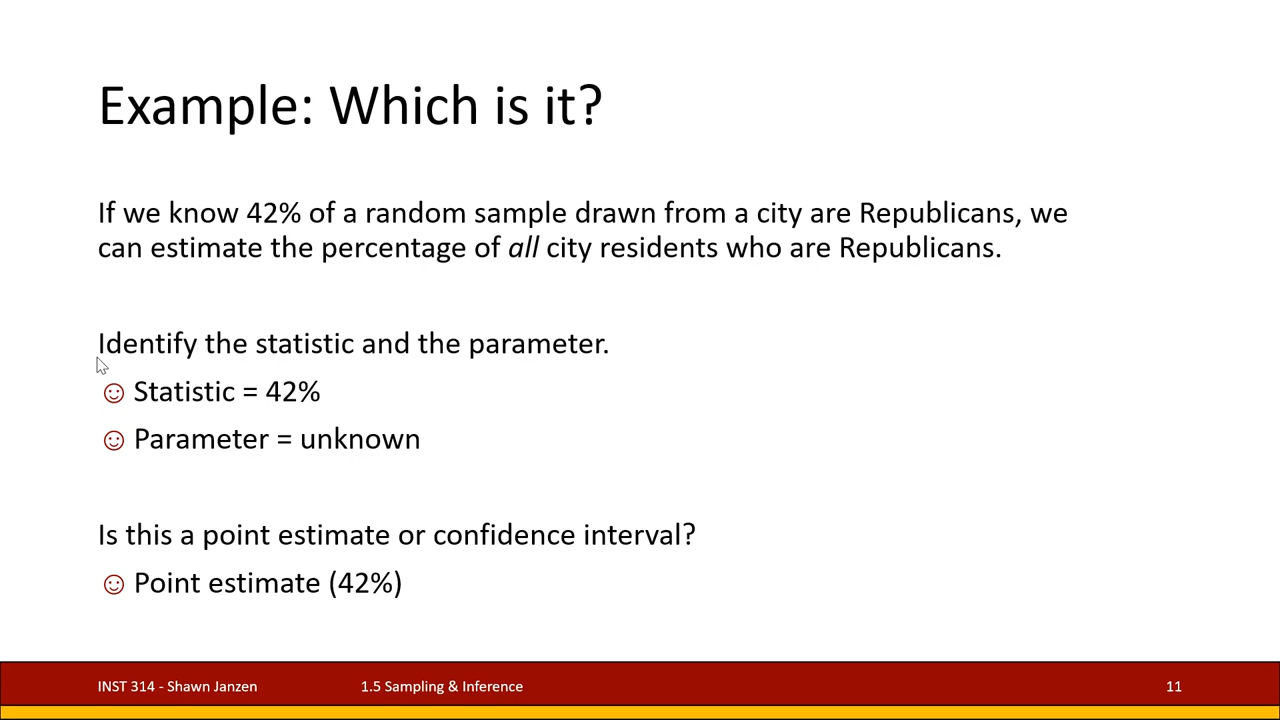 Example: Which is it?
If we know 42% of a random sample drawn from a city are Republicans, we
can estimate the percentage of all city residents who are Republicans.
Identify the statistic and the parameter.
Statistic = 42%
Parameter = unknown
Is this a point estimate or confidence interval?
Point estimate (42%)
INST 314 - Shawn Janzen 1.5 Sampling & Inference 11